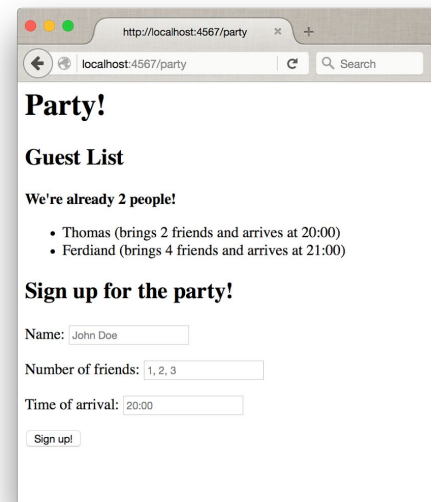 http://localhost:4567/party
localhost:4567/party
Search
Party!
Guest List
We're already 2 people!
Thomas (brings 2 friends and arrives at 20:00)
Ferdiand (brings 4 friends and arrives at 21:00)
Sign up for the party!
Name: John Doe
Number of friends: 1, 2, 3
Time of arrival: 20:00
Sign up!